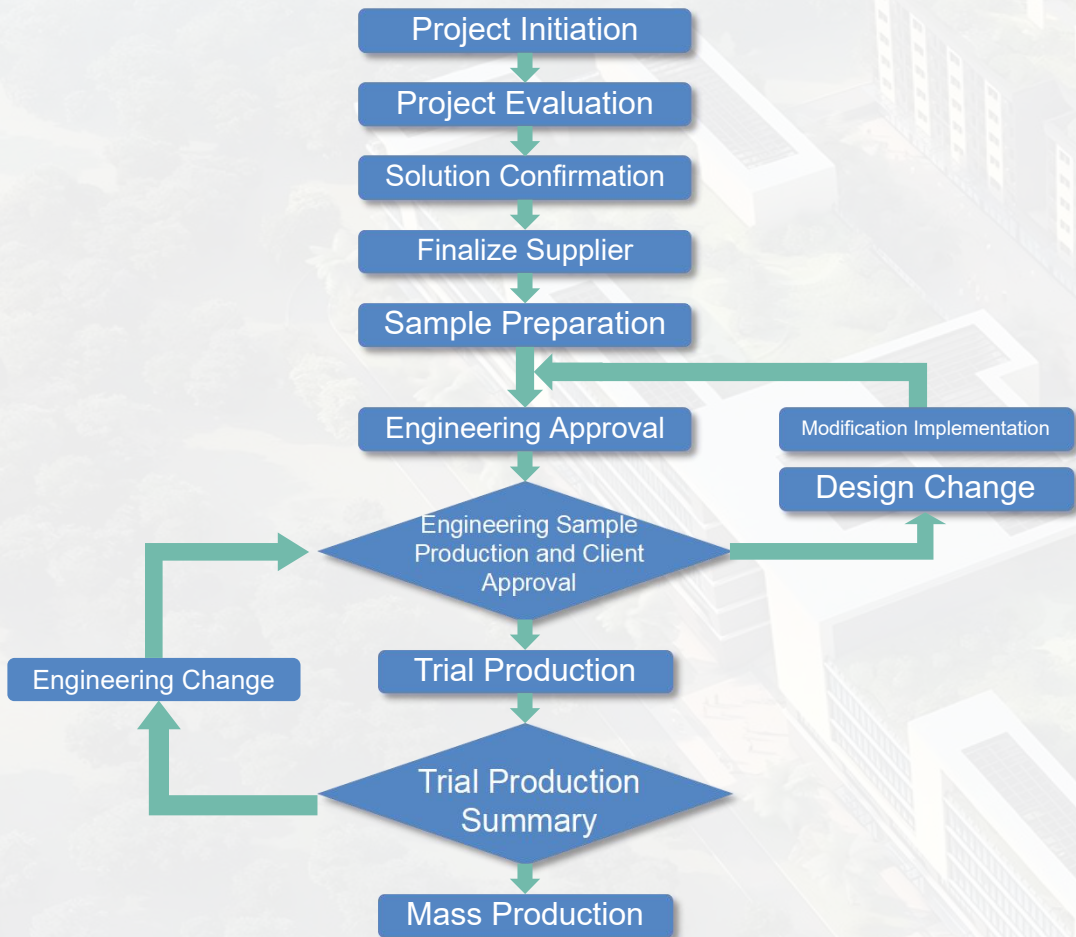 Project Initiation
Project Evaluation
Solution Confirmation
Finalize Supplier
Sample Preparation
Engineering Approval
Modification Implementation
Design Change
Engineering Sample
Production and Client
Approval
Trial Production
Engineering Change
Trial Production
Summary
Mass Production